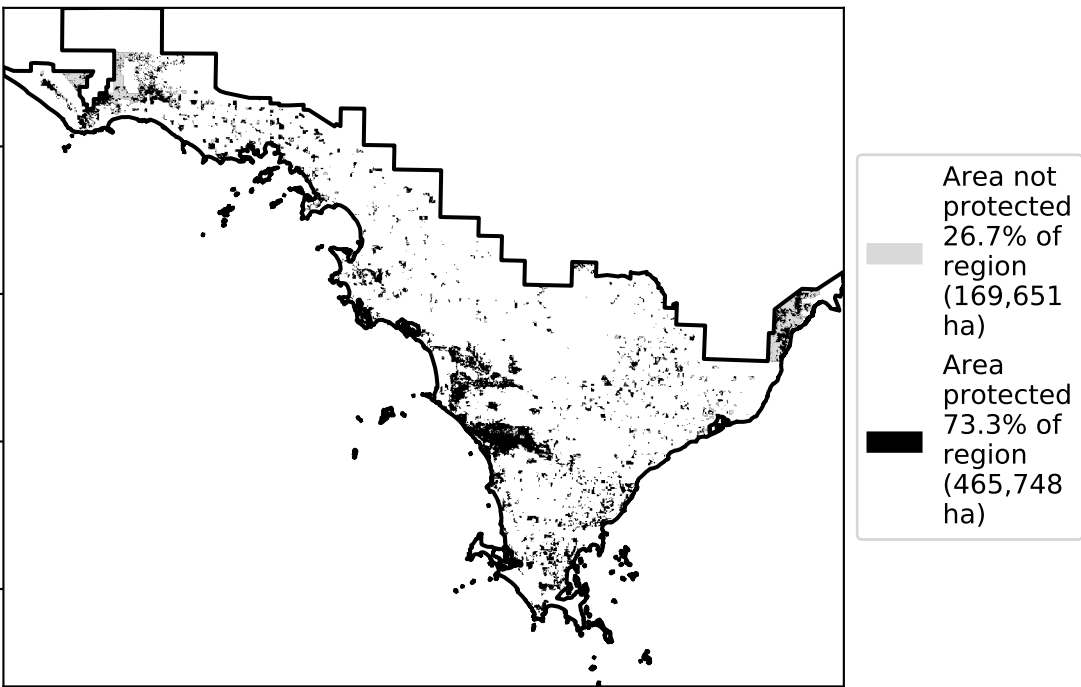 Area not
protected
26.7% of
region
(169,651
ha)
Area
protected
73.3% of
region
(465,748
ha)